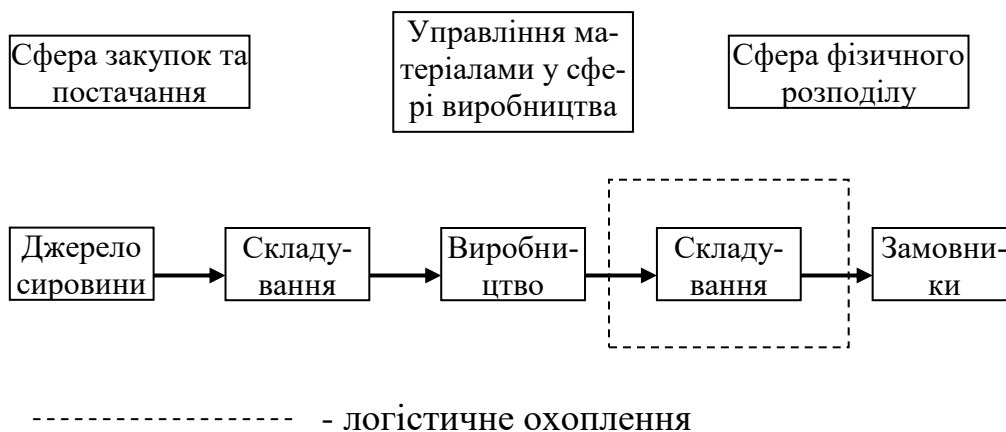 Сфера закупок та
постачання
Управління ма-
теріалами у сфе-
рі виробництва
Сфера фізичного
розподілу
Джерело
сировини
Складу-
вання
Виробни-
цтво
Складу-
вання
Замовни-
ки
- логістичне охоплення